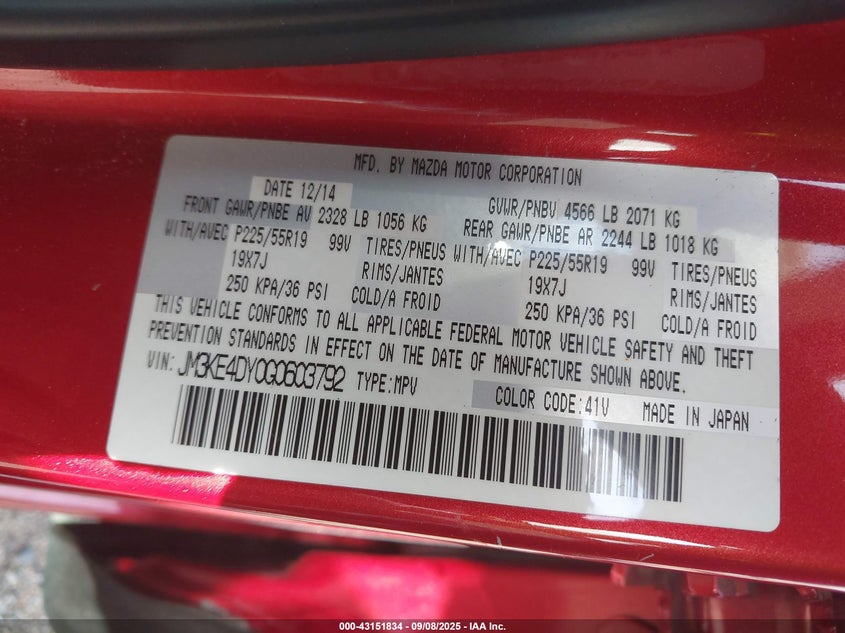 MFD. BY MAZDA MOTOR CORPORATION
DATE 12/14 GVWR/PNBV 4566 LB 2071 KG
FRONT GAWR/PNBE AV 2328 LB 1056 KG REAR GAWR/PNBE AR 2244 LB 1018 KG
WITH/AVEC P225/55R19 99V TIRES/PNEUS WITH/AVEC P225/55R19 99V TIRES/PNEUS
19X7J RIMS/JANTES 19X7J RIMS/JANTES
250 KPA/36 PSI COLD/A FROID 250 KPA/36 PSI COLD/A FROID
THIS VEHICLE CONFORMS TO ALL APPLICABLE FEDERAL MOTOR VEHICLE SAFETY AND THEFT
PREVENTION STANDARDS IN EFFECT ON THE DATE OF MANUFACTURE SHOWN ABOVE.
VIN: JM3KE4DY0G0603792 TYPE:MPV COLOR CODE:41V MADE IN JAPAN
000-43151834 - 09/08/2025 - IAA Inc.